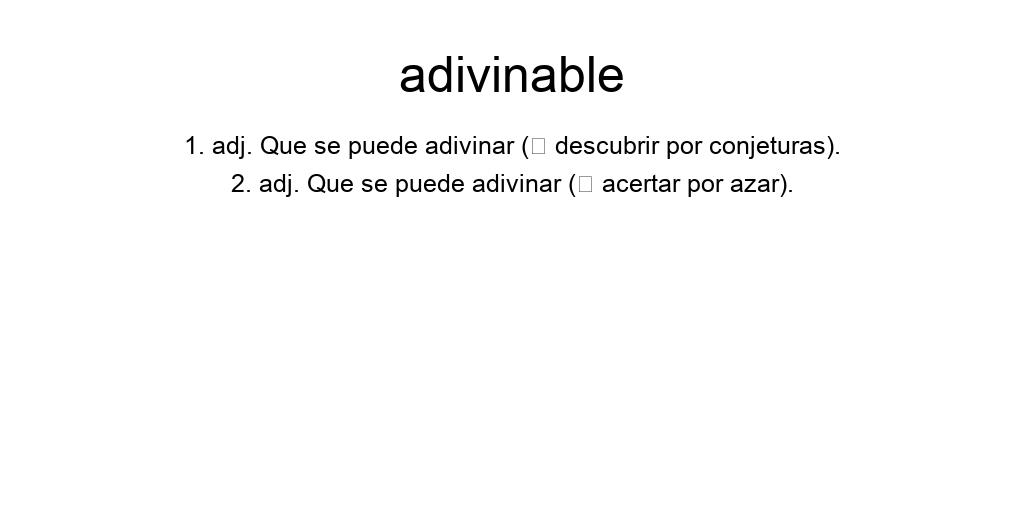 adivinable
1. adj. Que se puede adivinar (□ descubrir por conjeturas).
2. adj. Que se puede adivinar (□ acertar por azar).